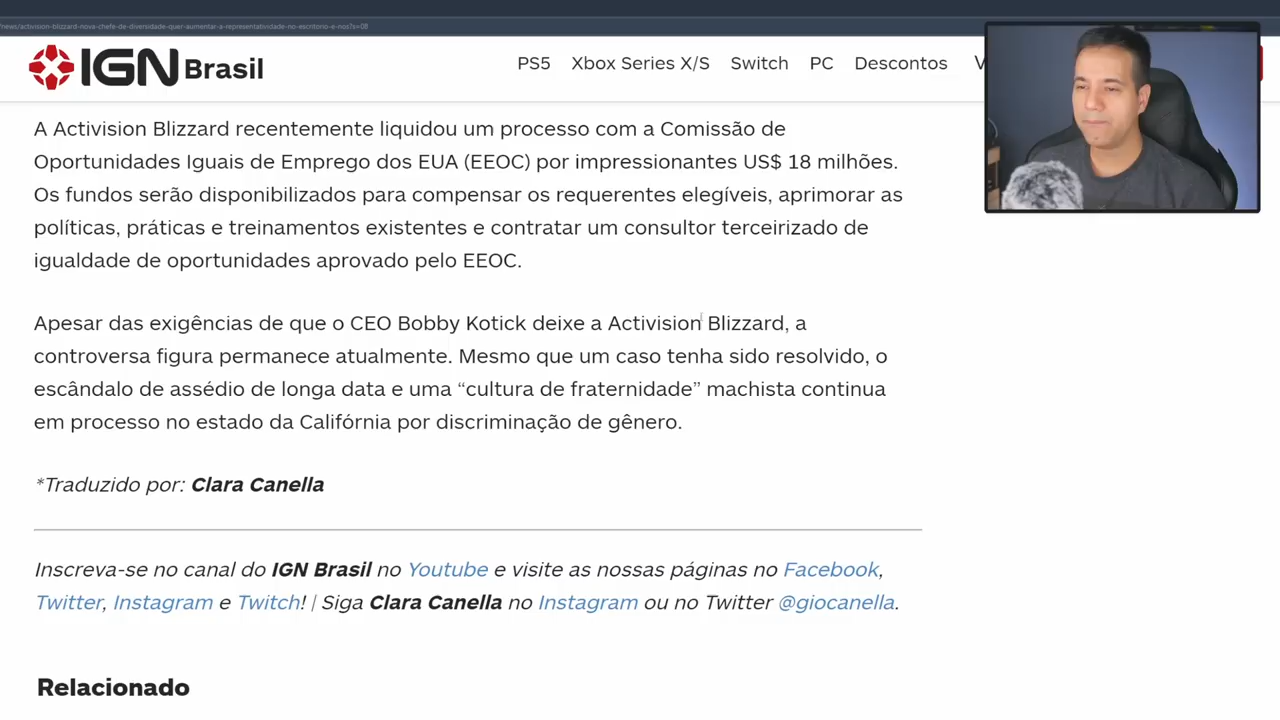 /news/activision-blizzard-nova-chefe-de-diversidade-quer-aumentar-a-representatividade-no-escritorio-e-nos?s=08
IGN Brasil
PS5 Xbox Series X/S Switch PC Descontos V
A Activision Blizzard recentemente liquidou um processo com a Comissão de
Oportunidades Iguais de Emprego dos EUA (EEOC) por impressionantes US$ 18 milhões.
Os fundos serão disponibilizados para compensar os requerentes elegíveis, aprimorar as
políticas, práticas e treinamentos existentes e contratar um consultor terceirizado de
igualdade de oportunidades aprovado pelo EEOC.
Apesar das exigências de que o CEO Bobby Kotick deixe a Activision Blizzard, a
controversa figura permanece atualmente. Mesmo que um caso tenha sido resolvido, o
escândalo de assédio de longa data e uma “cultura de fraternidade” machista continua
em processo no estado da Califórnia por discriminação de gênero.
*Traduzido por: Clara Canella
Inscreva-se no canal do IGN Brasil no Youtube e visite as nossas páginas no Facebook,
Twitter, Instagram e Twitch! | Siga Clara Canella no Instagram ou no Twitter @giocanella.
Relacionado